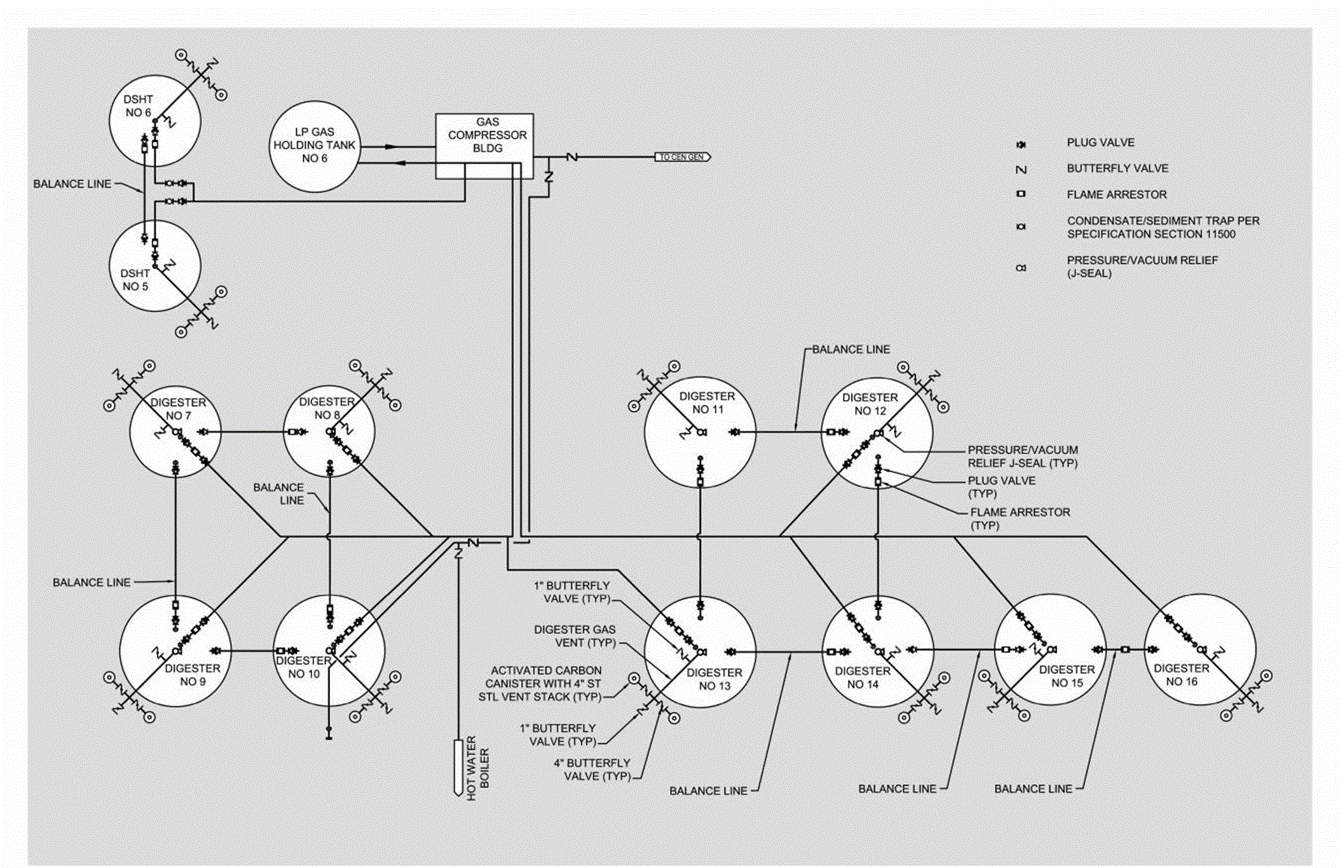 DSHT
NO 6
LP GAS
HOLDING TANK
NO 6
GAS
COMPRESSOR
BLDG
TO CEN GEN
BALANCE LINE
DSHT
NO 5
PLUG VALVE
BUTTERFLY VALVE
FLAME ARRESTOR
CONDENSATE/SEDIMENT TRAP PER
SPECIFICATION SECTION 11500
PRESSURE/VACUUM RELIEF
(J-SEAL)
DIGESTER
NO 7
DIGESTER
NO 8
BALANCE
LINE
BALANCE LINE
DIGESTER
NO 9
DIGESTER
NO 10
HOT WATER
BOILER
BALANCE LINE
DIGESTER
NO 11
DIGESTER
NO 12
PRESSURE/VACUUM
RELIEF J-SEAL (TYP)
PLUG VALVE
(TYP)
FLAME ARRESTOR
(TYP)
1" BUTTERFLY
VALVE (TYP)
DIGESTER GAS
VENT (TYP)
ACTIVATED CARBON
CANISTER WITH 4" ST
STL VENT STACK (TYP)
1" BUTTERFLY
VALVE (TYP)
4" BUTTERFLY
VALVE (TYP)
DIGESTER
NO 13
DIGESTER
NO 14
DIGESTER
NO 15
DIGESTER
NO 16
BALANCE LINE
BALANCE LINE
BALANCE LINE